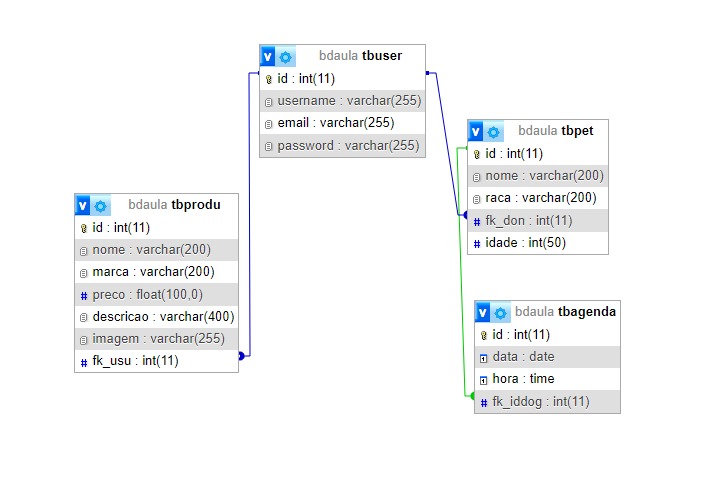 bdaula tbuser
id : int(11)
username : varchar(255)
email : varchar(255)
password : varchar(255)
bdaula tbpet
id : int(11)
nome : varchar(200)
raca : varchar(200)
# fk_don : int(11)
# idade : int(50)
bdaula tbprodu
id : int(11)
nome : varchar(200)
marca : varchar(200)
# preco : float(100,0)
descricao : varchar(400)
imagem : varchar(255)
# fk_usu : int(11)
bdaula tbagenda
id : int(11)
data : date
hora : time
# fk_iddog : int(11)